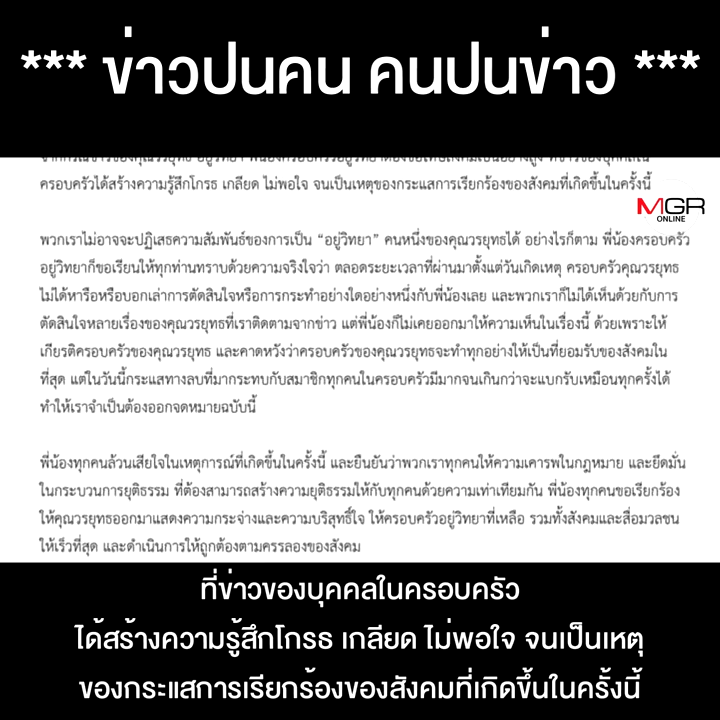 *** ข่าวปนคน คนปนข่าว ***
ครอบครัวได้สร้างความรู้สึกโกรธ เกลียด ไม่พอใจ จนเป็นเหตุของกระแสการเรียกร้องของสังคมที่เกิดขึ้นในครั้งนี้
MGR
ONLINE
พวกเราไม่อาจจะปฏิเสธความสัมพันธ์ของการเป็น “อยู่วิทยา” คนหนึ่งของคุณวรยุทธได้ อย่างไรก็ตาม พี่น้องครอบครัว
อยู่วิทยาก็ขอเรียนให้ทุกท่านทราบด้วยความจริงใจว่า ตลอดระยะเวลาที่ผ่านมาตั้งแต่วันเกิดเหตุ ครอบครัวคุณวรยุทธ
ไม่ได้หารือหรือบอกเล่าการตัดสินใจหรือการกระทำอย่างใดอย่างหนึ่งกับพี่น้องเลย และพวกเราก็ไม่ได้เห็นด้วยกับการ
ตัดสินใจหลายเรื่องของคุณวรยุทธที่เราติดตามจากข่าว แต่พี่น้องก็ไม่เคยออกมาให้ความเห็นในเรื่องนี้ ด้วยเพราะให้
เกียรติครอบครัวของคุณวรยุทธ และคาดหวังว่าครอบครัวของคุณวรยุทธจะทำทุกอย่างให้เป็นที่ยอมรับของสังคมใน
ที่สุด แต่ในวันนี้กระแสทางลบที่มากระทบกับสมาชิกทุกคนในครอบครัวมีมากจนเกินกว่าจะแบกรับเหมือนทุกครั้งได้
ทำให้เราจำเป็นต้องออกจดหมายฉบับนี้
พี่น้องทุกคนล้วนเสียใจในเหตุการณ์ที่เกิดขึ้นในครั้งนี้ และยืนยันว่าพวกเราทุกคนให้ความเคารพในกฎหมาย และยึดมั่น
ในกระบวนการยุติธรรม ที่ต้องสามารถสร้างความยุติธรรมให้กับทุกคนด้วยความเท่าเทียมกัน พี่น้องทุกคนขอเรียกร้อง
ให้คุณวรยุทธออกมาแสดงความกระจ่างและความบริสุทธิ์ใจ ให้ครอบครัวอยู่วิทยาที่เหลือ รวมทั้งสังคมและสื่อมวลชน
ให้เร็วที่สุด และดำเนินการให้ถูกต้องตามครรลองของสังคม
ที่ข่าวของบุคคลในครอบครัว
ได้สร้างความรู้สึกโกรธ เกลียด ไม่พอใจ จนเป็นเหตุ
ของกระแสการเรียกร้องของสังคมที่เกิดขึ้นในครั้งนี้